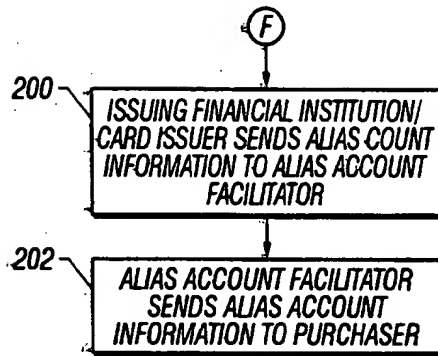 F
200
ISSUING FINANCIAL INSTITUTION/
CARD ISSUER SENDS ALIAS COUNT
INFORMATION TO ALIAS ACCOUNT
FACILITATOR
202
ALIAS ACCOUNT FACILITATOR
SENDS ALIAS ACCOUNT
INFORMATION TO PURCHASER